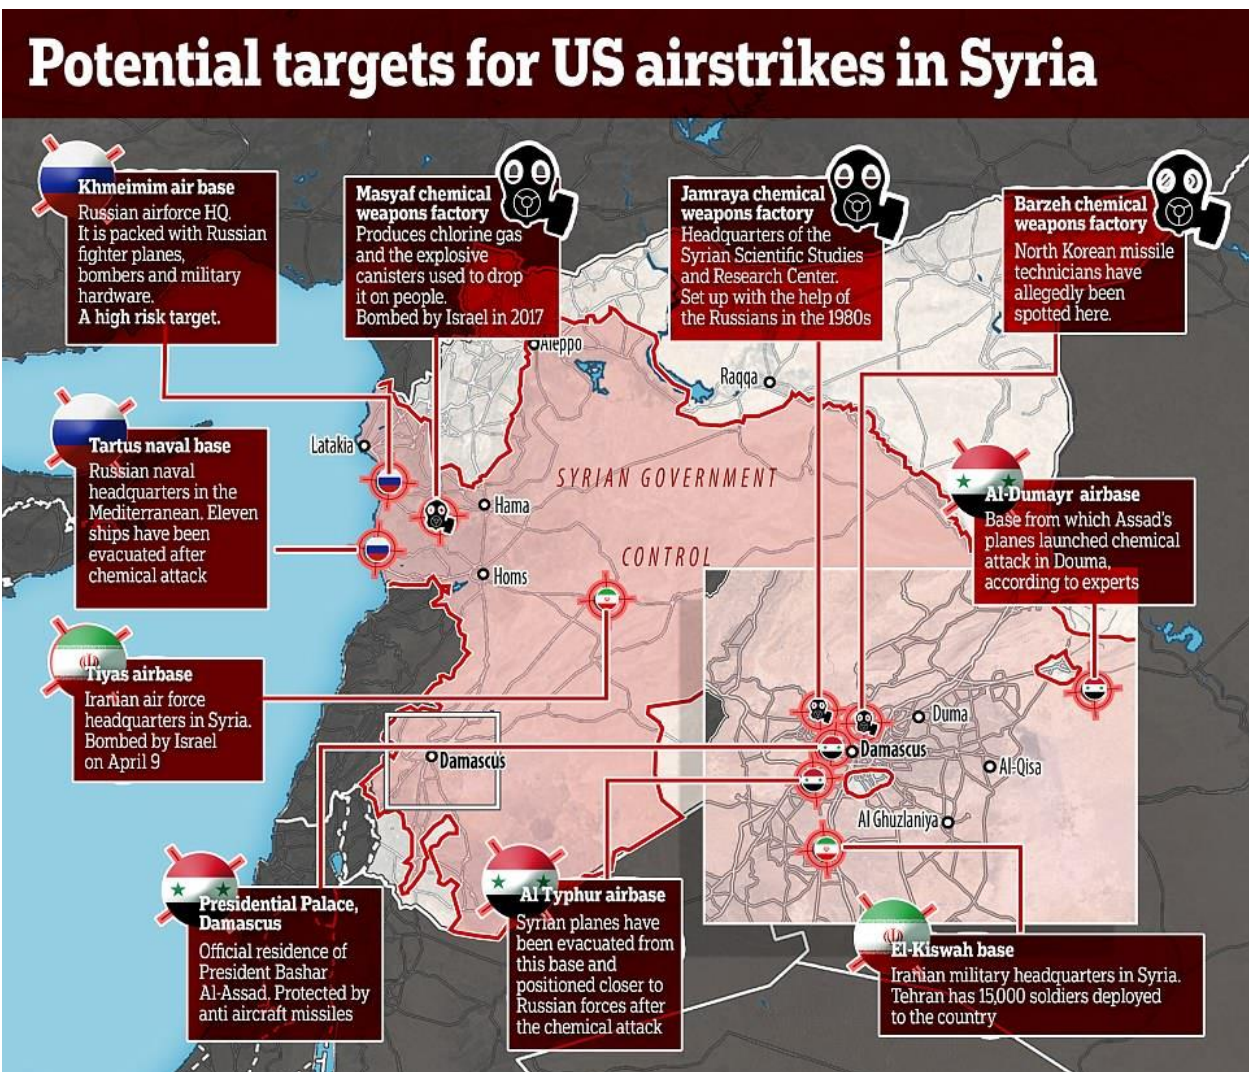 Potential targets for US airstrikes in Syria
Khmeimim air base
Russian airforce HQ.
It is packed with Russian
fighter planes,
bombers and military
hardware.
A high risk target.
Masyaf chemical
weapons factory
Produces chlorine gas
and the explosive
canisters used to drop
it on people.
Bombed by Israel in 2017
Jamraya chemical
weapons factory
Headquarters of the
Syrian Scientific Studies
and Research Center.
Set up with the help of
the Russians in the 1980s
Barzeh chemical
weapons factory
North Korean missile
technicians have
allegedly been
spotted here.
Aleppo
Raqqa
Latakia
Tartus naval base
Russian naval
headquarters in the
Mediterranean. Eleven
ships have been
evacuated after
chemical attack
SYRIAN GOVERNMENT
CONTROL
Hama
Homs
Al-Dumayr airbase
Base from which Assad's
planes launched chemical
attack in Douma,
according to experts
Tiyas airbase
Iranian air force
headquarters in Syria.
Bombed by Israel
on April 9
Damascus
Duma
Damascus
Al-Qisa
Al Ghuzlaniya
Presidential Palace,
Damascus
Official residence of
President Bashar
Al-Assad. Protected by
anti aircraft missiles
Al Typhur airbase
Syrian planes have
been evacuated from
this base and
positioned closer to
Russian forces after
the chemical attack
El-Kiswah base
Iranian military headquarters in Syria.
Tehran has 15,000 soldiers deployed
to the country